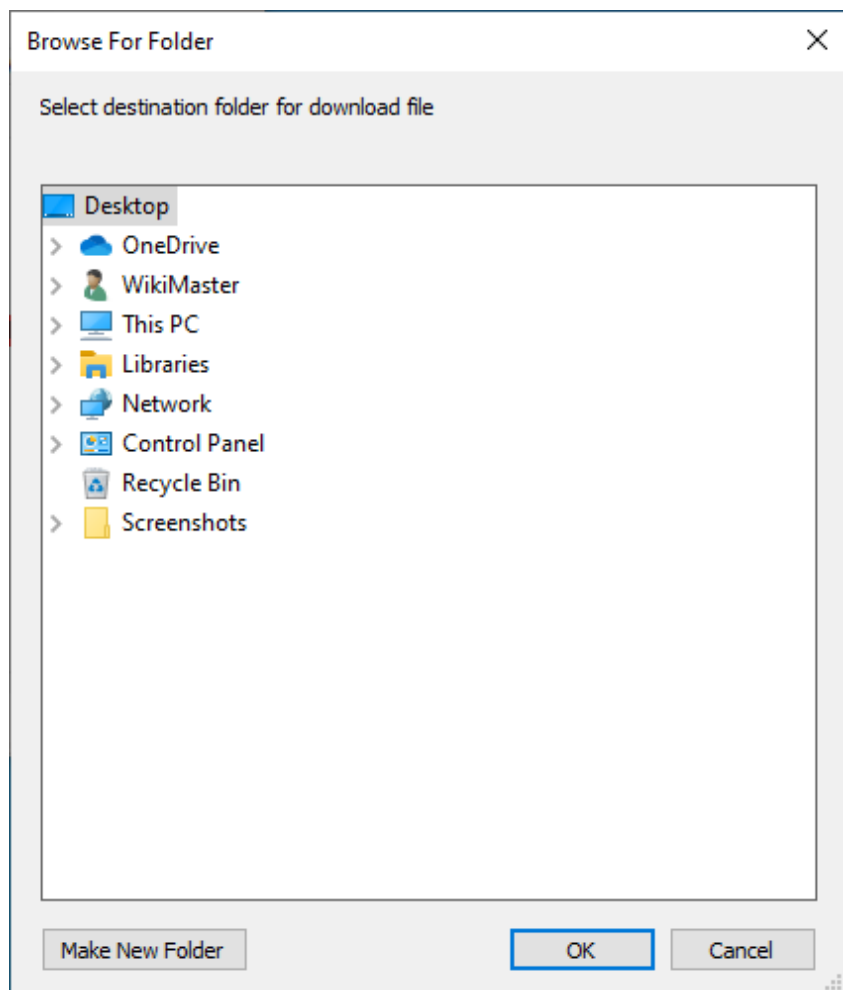 Browse For Folder
Select destination folder for download file
Desktop
OneDrive
WikiMaster
This PC
Libraries
Network
Control Panel
Recycle Bin
Screenshots
Make New Folder OK Cancel